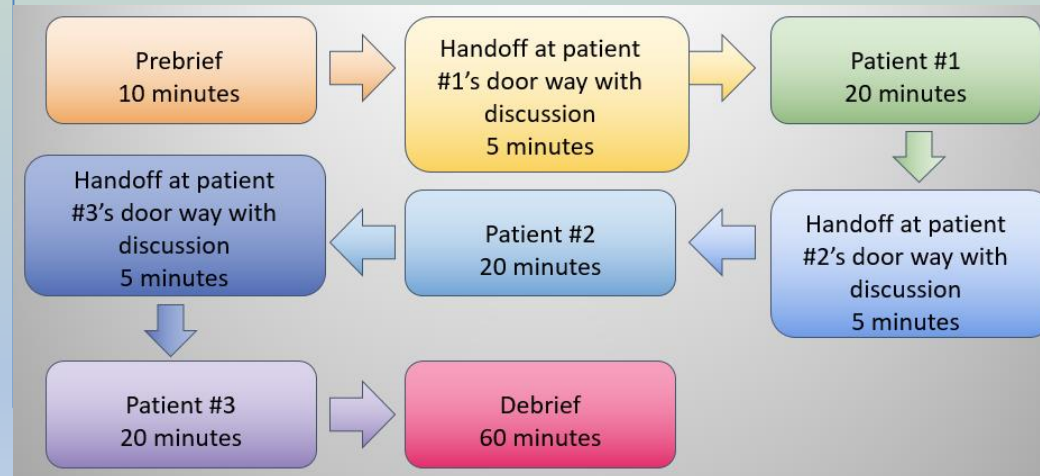 Prebrief
10 minutes
Handoff at patient
#1's door way with
discussion
5 minutes
Patient #1
20 minutes
Handoff at patient
#2's door way with
discussion
5 minutes
Patient #2
20 minutes
Handoff at patient
#3's door way with
discussion
5 minutes
Patient #3
20 minutes
Debrief
60 minutes